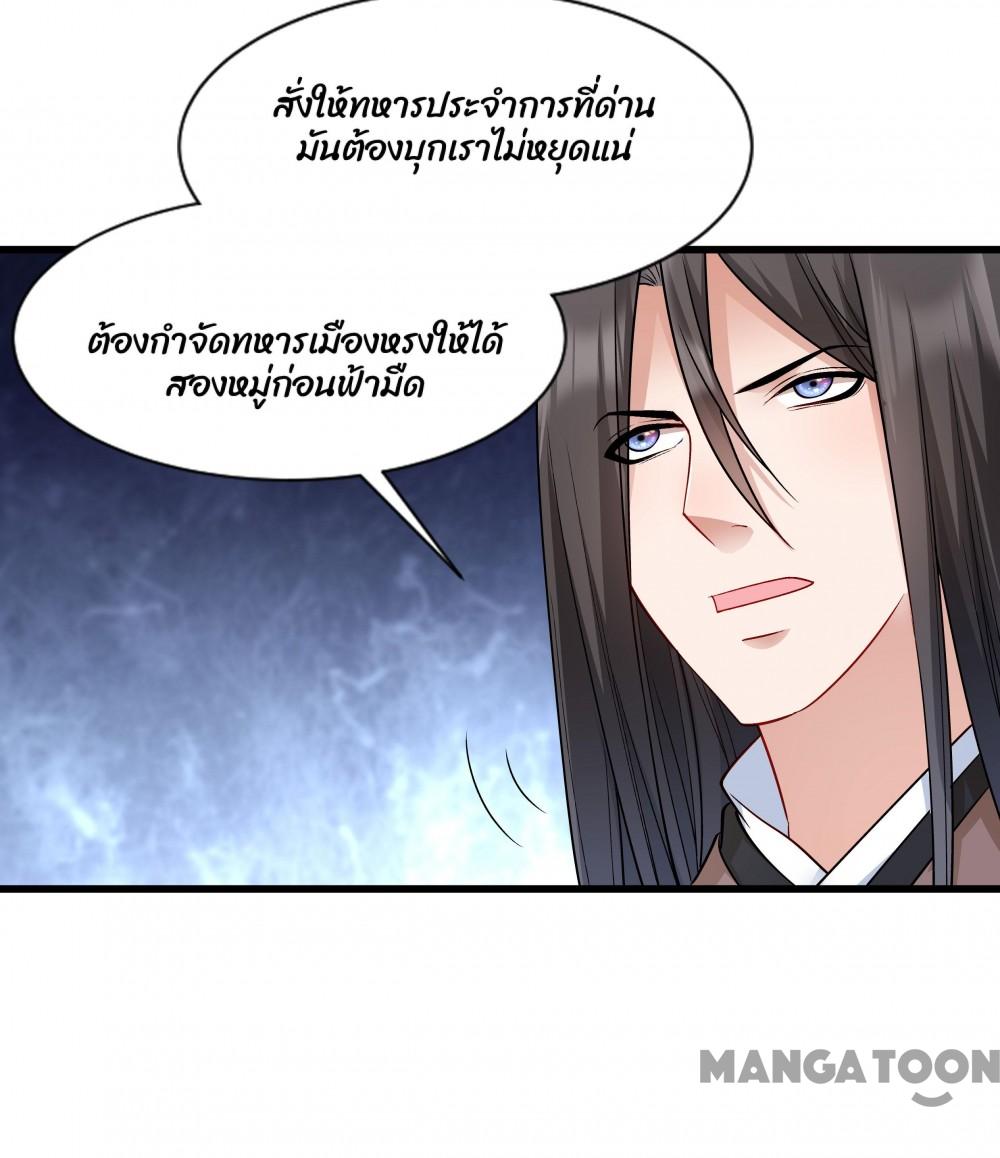 สั่งให้ทหารประจำการที่ด่าน
มันต้องบุกเราไม่หยุดแน่
ต้องกำจัดทหารเมืองหรงให้ได้
สองหมู่ก่อนฟ้ามืด
MANGATOON